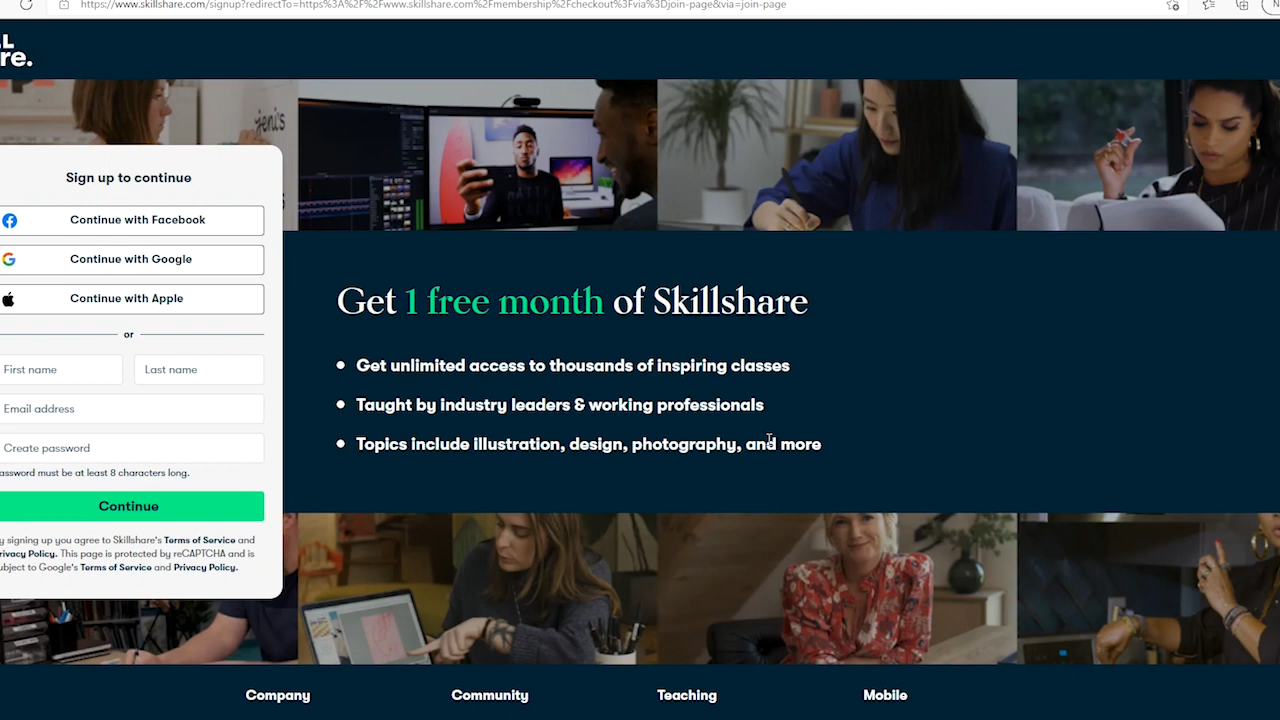 https://www.skillshare.com/signup?redirectTo=https%3A%2F%2Fwww.skillshare.com%2Fmembership%2Fcheckout%3Fvia%3Djoin-page&via=join-page
LL
re.
jeni's
MATT
Sign up to continue
Continue with Facebook
Continue with Google
Continue with Apple
or
First name
Last name
Email address
Create password
assword must be at least 8 characters long.
Continue
y signing up you agree to Skillshare's Terms of Service and
rivacy Policy. This page is protected by reCAPTCHA and is
ubject to Google's Terms of Service and Privacy Policy.
Get 1 free month of Skillshare
• Get unlimited access to thousands of inspiring classes
• Taught by industry leaders & working professionals
• Topics include illustration, design, photography, and more
Company
Community
Teaching
Mobile